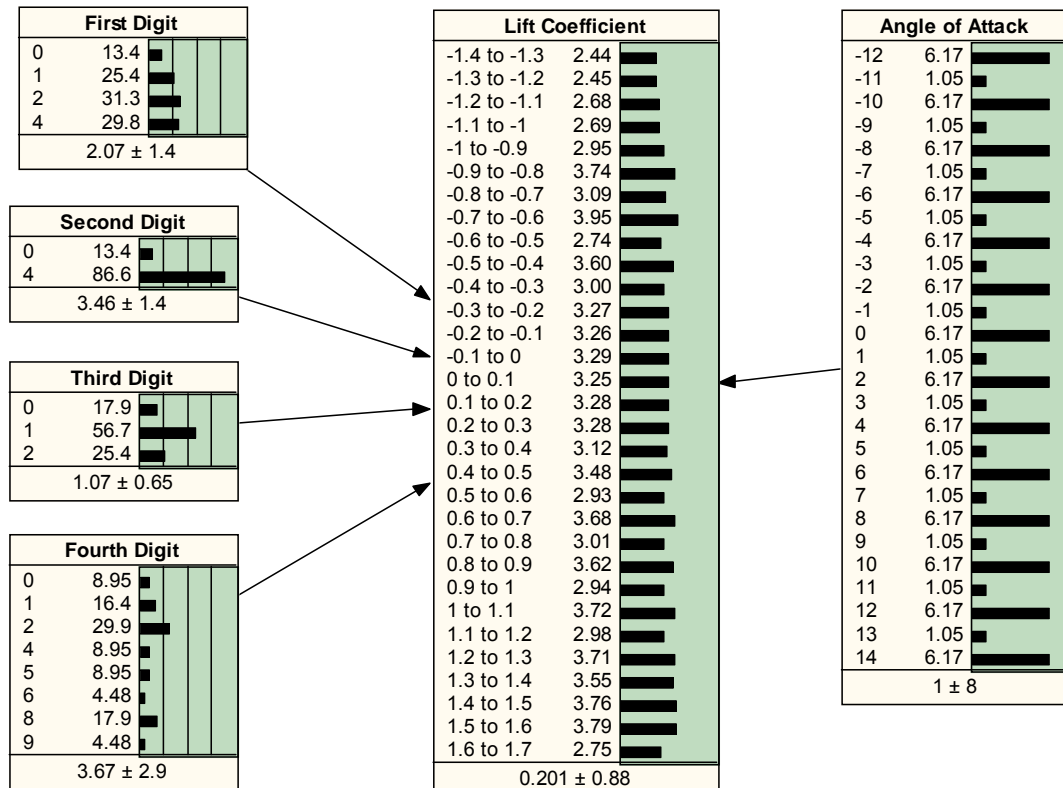 First Digit
0 13.4
1 25.4
2 31.3
4 29.8
2.07 ± 1.4
Second Digit
0 13.4
4 86.6
3.46 ± 1.4
Third Digit
0 17.9
1 56.7
2 25.4
1.07 ± 0.65
Fourth Digit
0 8.95
1 16.4
2 29.9
4 8.95
5 8.95
6 4.48
8 17.9
9 4.48
3.67 ± 2.9
Lift Coefficient
-1.4 to -1.3 2.44
-1.3 to -1.2 2.45
-1.2 to -1.1 2.68
-1.1 to -1 2.69
-1 to -0.9 2.95
-0.9 to -0.8 3.74
-0.8 to -0.7 3.09
-0.7 to -0.6 3.95
-0.6 to -0.5 2.74
-0.5 to -0.4 3.60
-0.4 to -0.3 3.00
-0.3 to -0.2 3.27
-0.2 to -0.1 3.26
-0.1 to 0 3.29
0 to 0.1 3.25
0.1 to 0.2 3.28
0.2 to 0.3 3.28
0.3 to 0.4 3.12
0.4 to 0.5 3.48
0.5 to 0.6 2.93
0.6 to 0.7 3.68
0.7 to 0.8 3.01
0.8 to 0.9 3.62
0.9 to 1 2.94
1 to 1.1 3.72
1.1 to 1.2 2.98
1.2 to 1.3 3.71
1.3 to 1.4 3.55
1.4 to 1.5 3.76
1.5 to 1.6 3.79
1.6 to 1.7 2.75
0.201 ± 0.88
Angle of Attack
-12 6.17
-11 1.05
-10 6.17
-9 1.05
-8 6.17
-7 1.05
-6 6.17
-5 1.05
-4 6.17
-3 1.05
-2 6.17
-1 1.05
0 6.17
1 1.05
2 6.17
3 1.05
4 6.17
5 1.05
6 6.17
7 1.05
8 6.17
9 1.05
10 6.17
11 1.05
12 6.17
13 1.05
14 6.17
1 ± 8